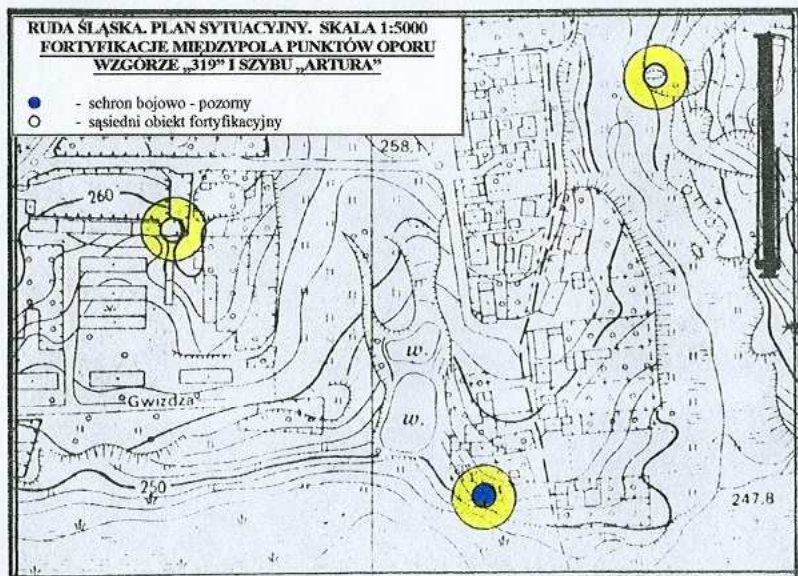 RUDA ŚLĄSKA. PLAN SYTUACYJNY. SKALA 1:5000
FORTYFIKACJE MIĘDZYPOLA PUNKTÓW OPORU
WZGÓRZE „319” I SZYBU „ARTURA”
- schron bojowo - pozorny
- sąsiedni obiekt fortyfikacyjny
258.1
260
w.
Gwizdza
w.
250
247.8